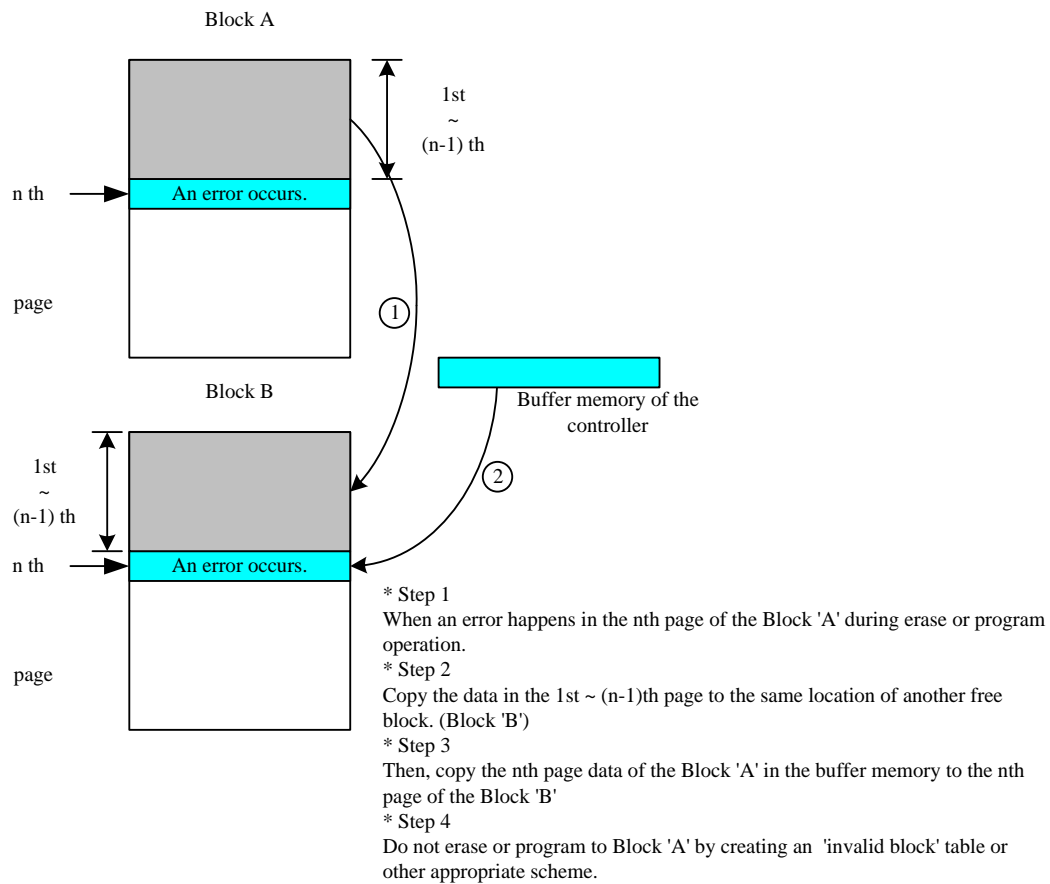 Block A
1st
~
(n-1) th
n th
An error occurs.
page
1
Block B
Buffer memory of the
controller
1st
~
(n-1) th
2
n th
An error occurs.
page
* Step 1
When an error happens in the nth page of the Block 'A' during erase or program
operation.
* Step 2
Copy the data in the 1st ~ (n-1)th page to the same location of another free
block. (Block 'B')
* Step 3
Then, copy the nth page data of the Block 'A' in the buffer memory to the nth
page of the Block 'B'
* Step 4
Do not erase or program to Block 'A' by creating an 'invalid block' table or
other appropriate scheme.